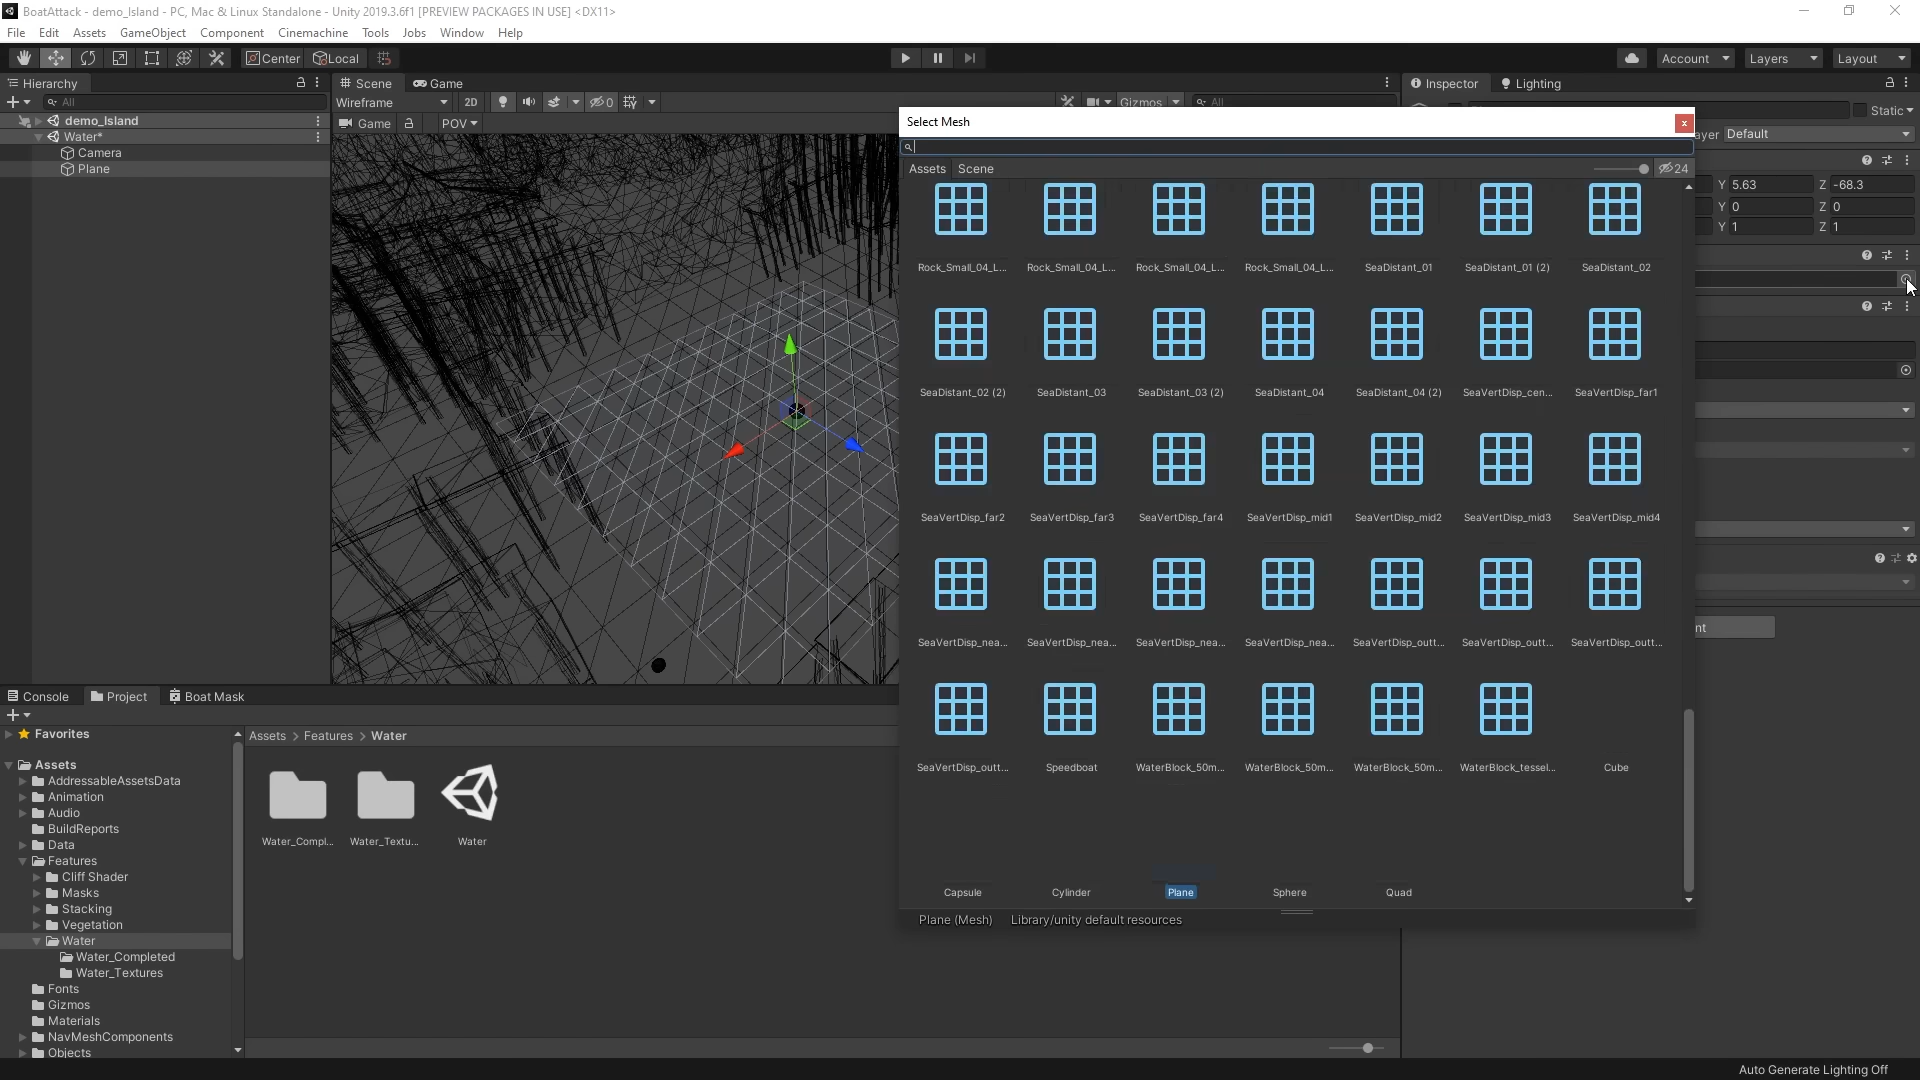 BoatAttack - demo_Island - PC, Mac & Linux Standalone - Unity 2019.3.6f1 [PREVIEW PACKAGES IN USE] <DX11>
File Edit Assets GameObject Component Cinemachine Tools Jobs Window Help
Center Local Account Layers Layout
Hierarchy
All
demo_Island
Water*
Camera
Plane
Scene Game
Wireframe 2D 0 Gizmos All
Game POV
Inspector Lighting
Static
ayer Default
Y 5.63 Z -68.3
Y 0 Z 0
Y 1 Z 1
nt
Select Mesh
x
Assets Scene 24
Rock_Small_04_L... Rock_Small_04_L... Rock_Small_04_L... Rock_Small_04_L... SeaDistant_01 SeaDistant_01 (2) SeaDistant_02
SeaDistant_02 (2) SeaDistant_03 SeaDistant_03 (2) SeaDistant_04 SeaDistant_04 (2) SeaVertDisp_cen... SeaVertDisp_far1
SeaVertDisp_far2 SeaVertDisp_far3 SeaVertDisp_far4 SeaVertDisp_mid1 SeaVertDisp_mid2 SeaVertDisp_mid3 SeaVertDisp_mid4
SeaVertDisp_nea... SeaVertDisp_nea... SeaVertDisp_nea... SeaVertDisp_nea... SeaVertDisp_outt... SeaVertDisp_outt... SeaVertDisp_outt...
SeaVertDisp_outt... Speedboat WaterBlock_50m... WaterBlock_50m... WaterBlock_50m... WaterBlock_tessel... Cube
Capsule Cylinder Plane Sphere Quad
Plane (Mesh) Library/unity default resources
Console Project Boat Mask
Favorites
Assets
AddressableAssetsData
Animation
Audio
BuildReports
Data
Features
Cliff Shader
Masks
Stacking
Vegetation
Water
Water_Completed
Water_Textures
Fonts
Gizmos
Materials
NavMeshComponents
Objects
Assets > Features > Water
Water_Compl... Water_Textu... Water
Auto Generate Lighting Off